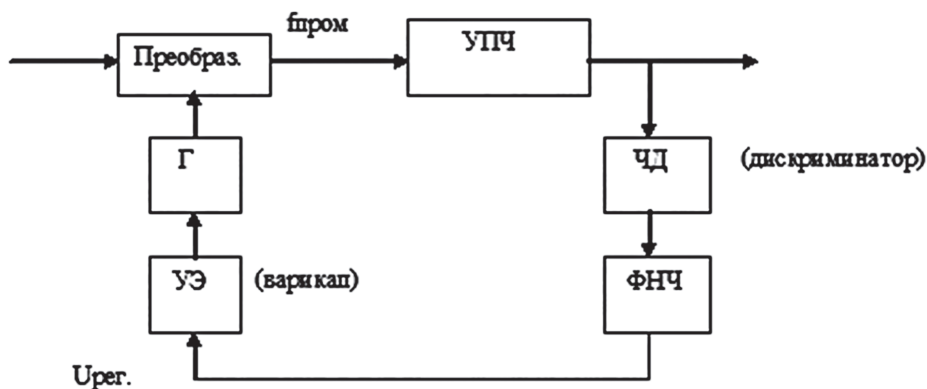 fпром
Преобраз.
УПЧ
Г
ЧД
(дискриминатор)
УЭ
(варикап)
ФНЧ
Uрег.